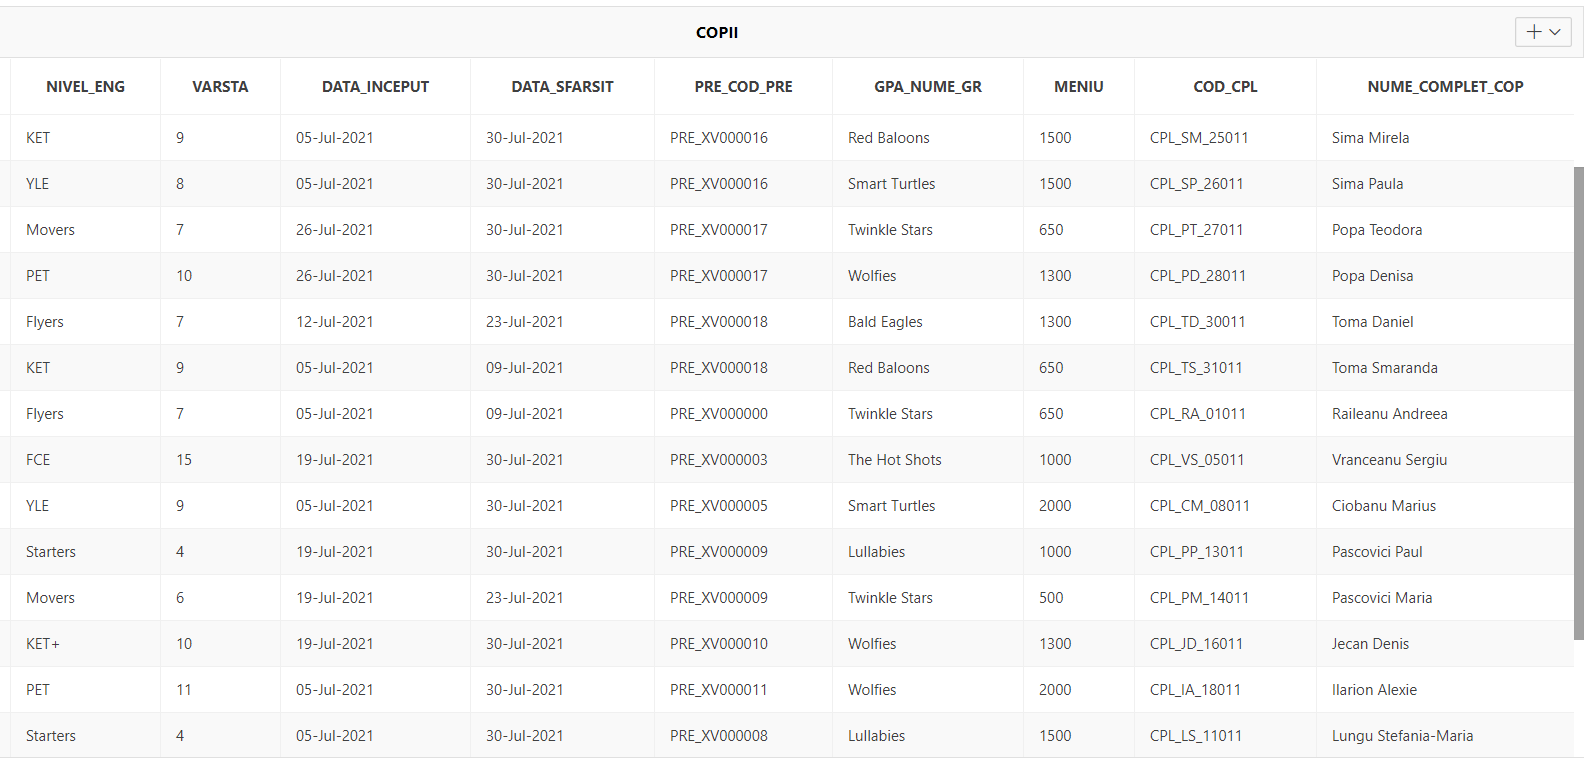 COPII
NIVEL_ENG VARSTA DATA_INCEPUT DATA_SFARSIT PRE_COD_PRE GPA_NUME_GR MENIU COD_CPL NUME_COMPLET_COP
KET 9 05-Jul-2021 30-Jul-2021 PRE_XV000016 Red Baloons 1500 CPL_SM_25011 Sima Mirela
YLE 8 05-Jul-2021 30-Jul-2021 PRE_XV000016 Smart Turtles 1500 CPL_SP_26011 Sima Paula
Movers 7 26-Jul-2021 30-Jul-2021 PRE_XV000017 Twinkle Stars 650 CPL_PT_27011 Popa Teodora
PET 10 26-Jul-2021 30-Jul-2021 PRE_XV000017 Wolfies 1300 CPL_PD_28011 Popa Denisa
Flyers 7 12-Jul-2021 23-Jul-2021 PRE_XV000018 Bald Eagles 1300 CPL_TD_30011 Toma Daniel
KET 9 05-Jul-2021 09-Jul-2021 PRE_XV000018 Red Baloons 650 CPL_TS_31011 Toma Smaranda
Flyers 7 05-Jul-2021 09-Jul-2021 PRE_XV000000 Twinkle Stars 650 CPL_RA_01011 Raileanu Andreea
FCE 15 19-Jul-2021 30-Jul-2021 PRE_XV000003 The Hot Shots 1000 CPL_VS_05011 Vranceanu Sergiu
YLE 9 05-Jul-2021 30-Jul-2021 PRE_XV000005 Smart Turtles 2000 CPL_CM_08011 Ciobanu Marius
Starters 4 19-Jul-2021 30-Jul-2021 PRE_XV000009 Lullabies 1000 CPL_PP_13011 Pascovici Paul
Movers 6 19-Jul-2021 23-Jul-2021 PRE_XV000009 Twinkle Stars 500 CPL_PM_14011 Pascovici Maria
KET+ 10 19-Jul-2021 30-Jul-2021 PRE_XV000010 Wolfies 1300 CPL_JD_16011 Jecan Denis
PET 11 05-Jul-2021 30-Jul-2021 PRE_XV000011 Wolfies 2000 CPL_IA_18011 Ilarion Alexie
Starters 4 05-Jul-2021 30-Jul-2021 PRE_XV000008 Lullabies 1500 CPL_LS_11011 Lungu Stefania-Maria